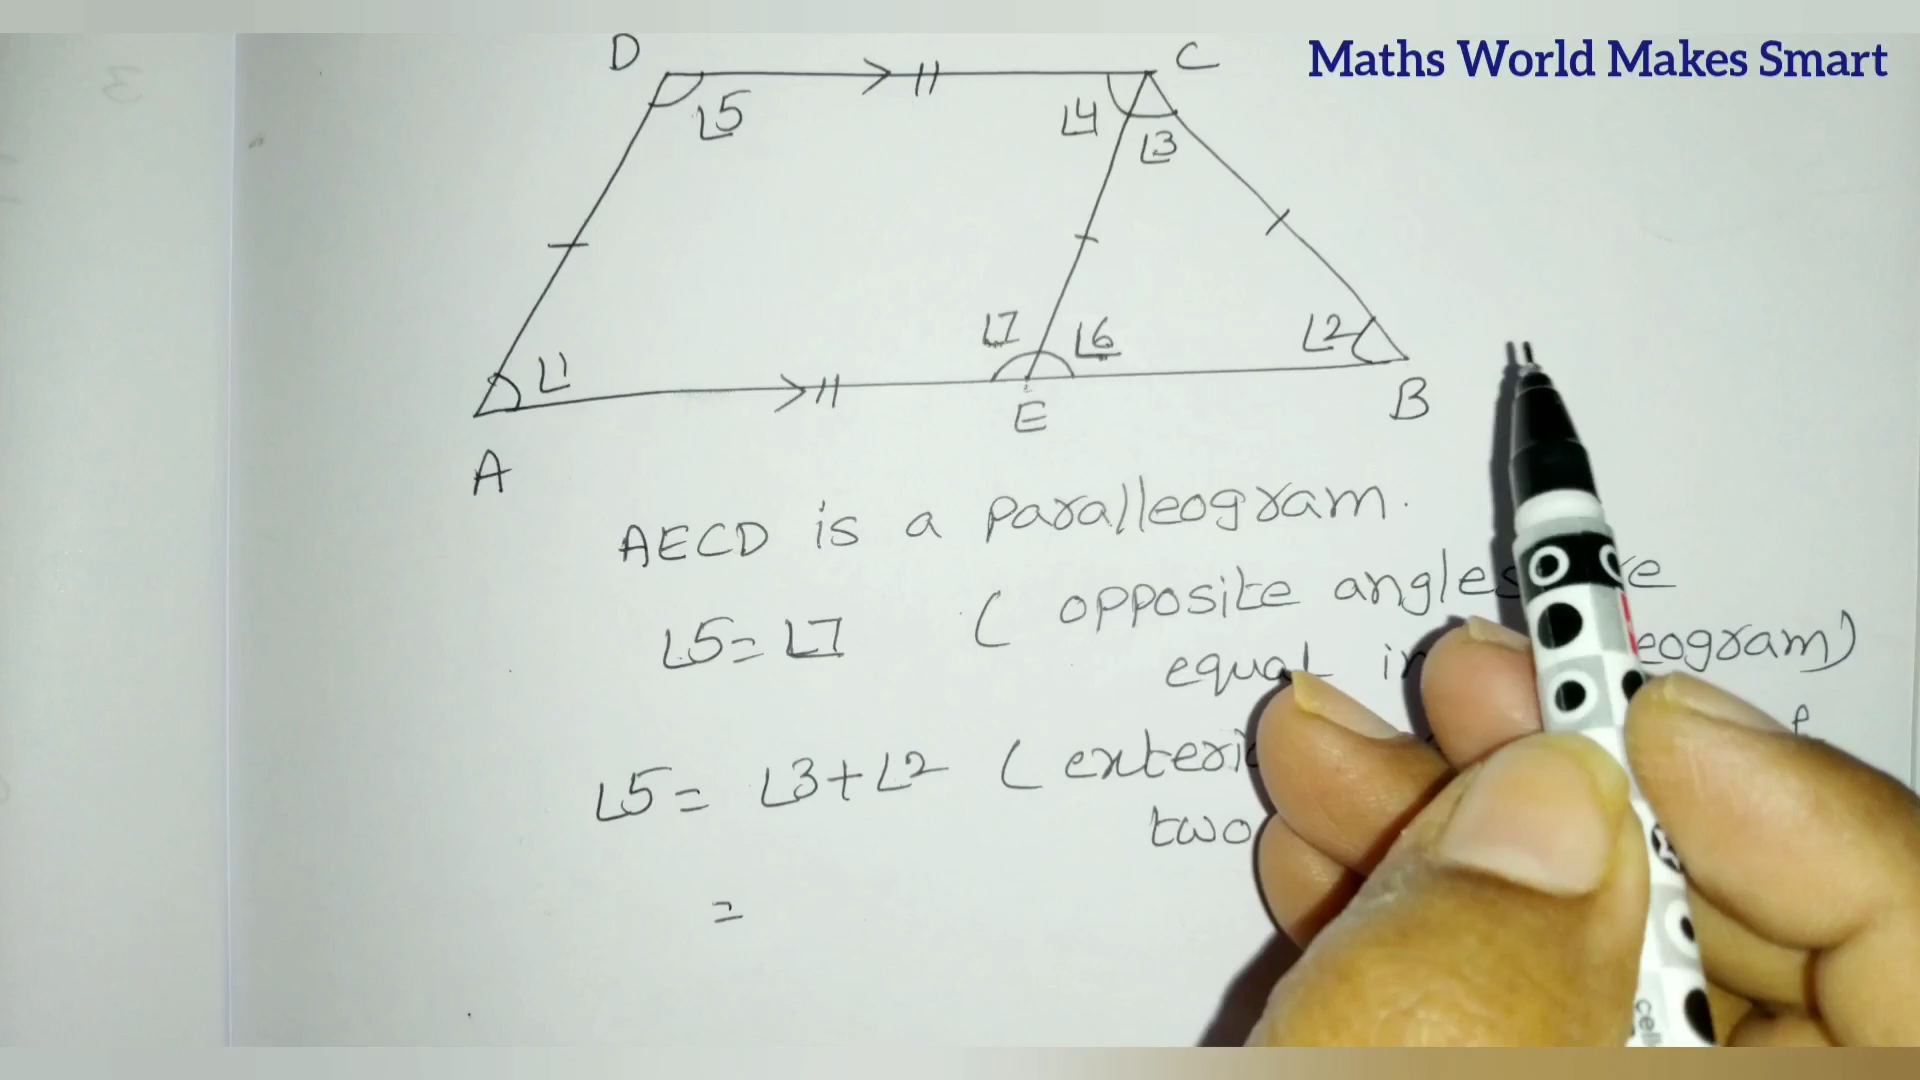 Maths World Makes Smart
D
C
∠5
∠4
∠3
∠7
∠6
∠2
∠1
E
B
A
AECD is a paralleogram.
∠5=∠7 ( opposite angles
equal in eogram)
∠5= ∠3+∠2 (
two
=